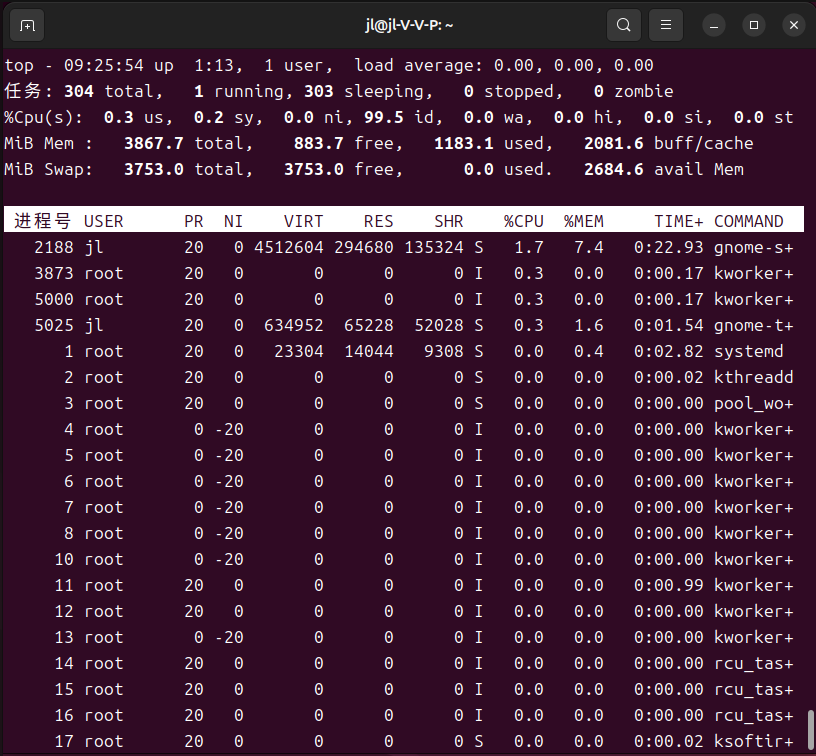 jl@jl-V-V-P: ~
top - 09:25:54 up  1:13,  1 user,  load average: 0.00, 0.00, 0.00
任务: 304 total,   1 running, 303 sleeping,   0 stopped,   0 zombie
%Cpu(s):  0.3 us,  0.2 sy,  0.0 ni, 99.5 id,  0.0 wa,  0.0 hi,  0.0 si,  0.0 st
MiB Mem :   3867.7 total,    883.7 free,   1183.1 used,   2081.6 buff/cache
MiB Swap:   3753.0 total,   3753.0 free,      0.0 used.   2684.6 avail Mem
进程号 USER      PR  NI    VIRT    RES    SHR    %CPU  %MEM     TIME+ COMMAND
2188 jl        20   0 4512604 294680 135324 S   1.7   7.4   0:22.93 gnome-s+
3873 root      20   0       0      0      0 I   0.3   0.0   0:00.17 kworker+
5000 root      20   0       0      0      0 I   0.3   0.0   0:00.17 kworker+
5025 jl        20   0  634952  65228  52028 S   0.3   1.6   0:01.54 gnome-t+
1 root      20   0   23304  14044   9308 S   0.0   0.4   0:02.82 systemd
2 root      20   0       0      0      0 S   0.0   0.0   0:00.02 kthreadd
3 root      20   0       0      0      0 S   0.0   0.0   0:00.00 pool_wo+
4 root       0 -20       0      0      0 I   0.0   0.0   0:00.00 kworker+
5 root       0 -20       0      0      0 I   0.0   0.0   0:00.00 kworker+
6 root       0 -20       0      0      0 I   0.0   0.0   0:00.00 kworker+
7 root       0 -20       0      0      0 I   0.0   0.0   0:00.00 kworker+
8 root       0 -20       0      0      0 I   0.0   0.0   0:00.00 kworker+
10 root       0 -20       0      0      0 I   0.0   0.0   0:00.00 kworker+
11 root      20   0       0      0      0 I   0.0   0.0   0:00.99 kworker+
12 root      20   0       0      0      0 I   0.0   0.0   0:00.00 kworker+
13 root       0 -20       0      0      0 I   0.0   0.0   0:00.00 kworker+
14 root      20   0       0      0      0 I   0.0   0.0   0:00.00 rcu_tas+
15 root      20   0       0      0      0 I   0.0   0.0   0:00.00 rcu_tas+
16 root      20   0       0      0      0 I   0.0   0.0   0:00.00 rcu_tas+
17 root      20   0       0      0      0 S   0.0   0.0   0:00.02 ksoftir+